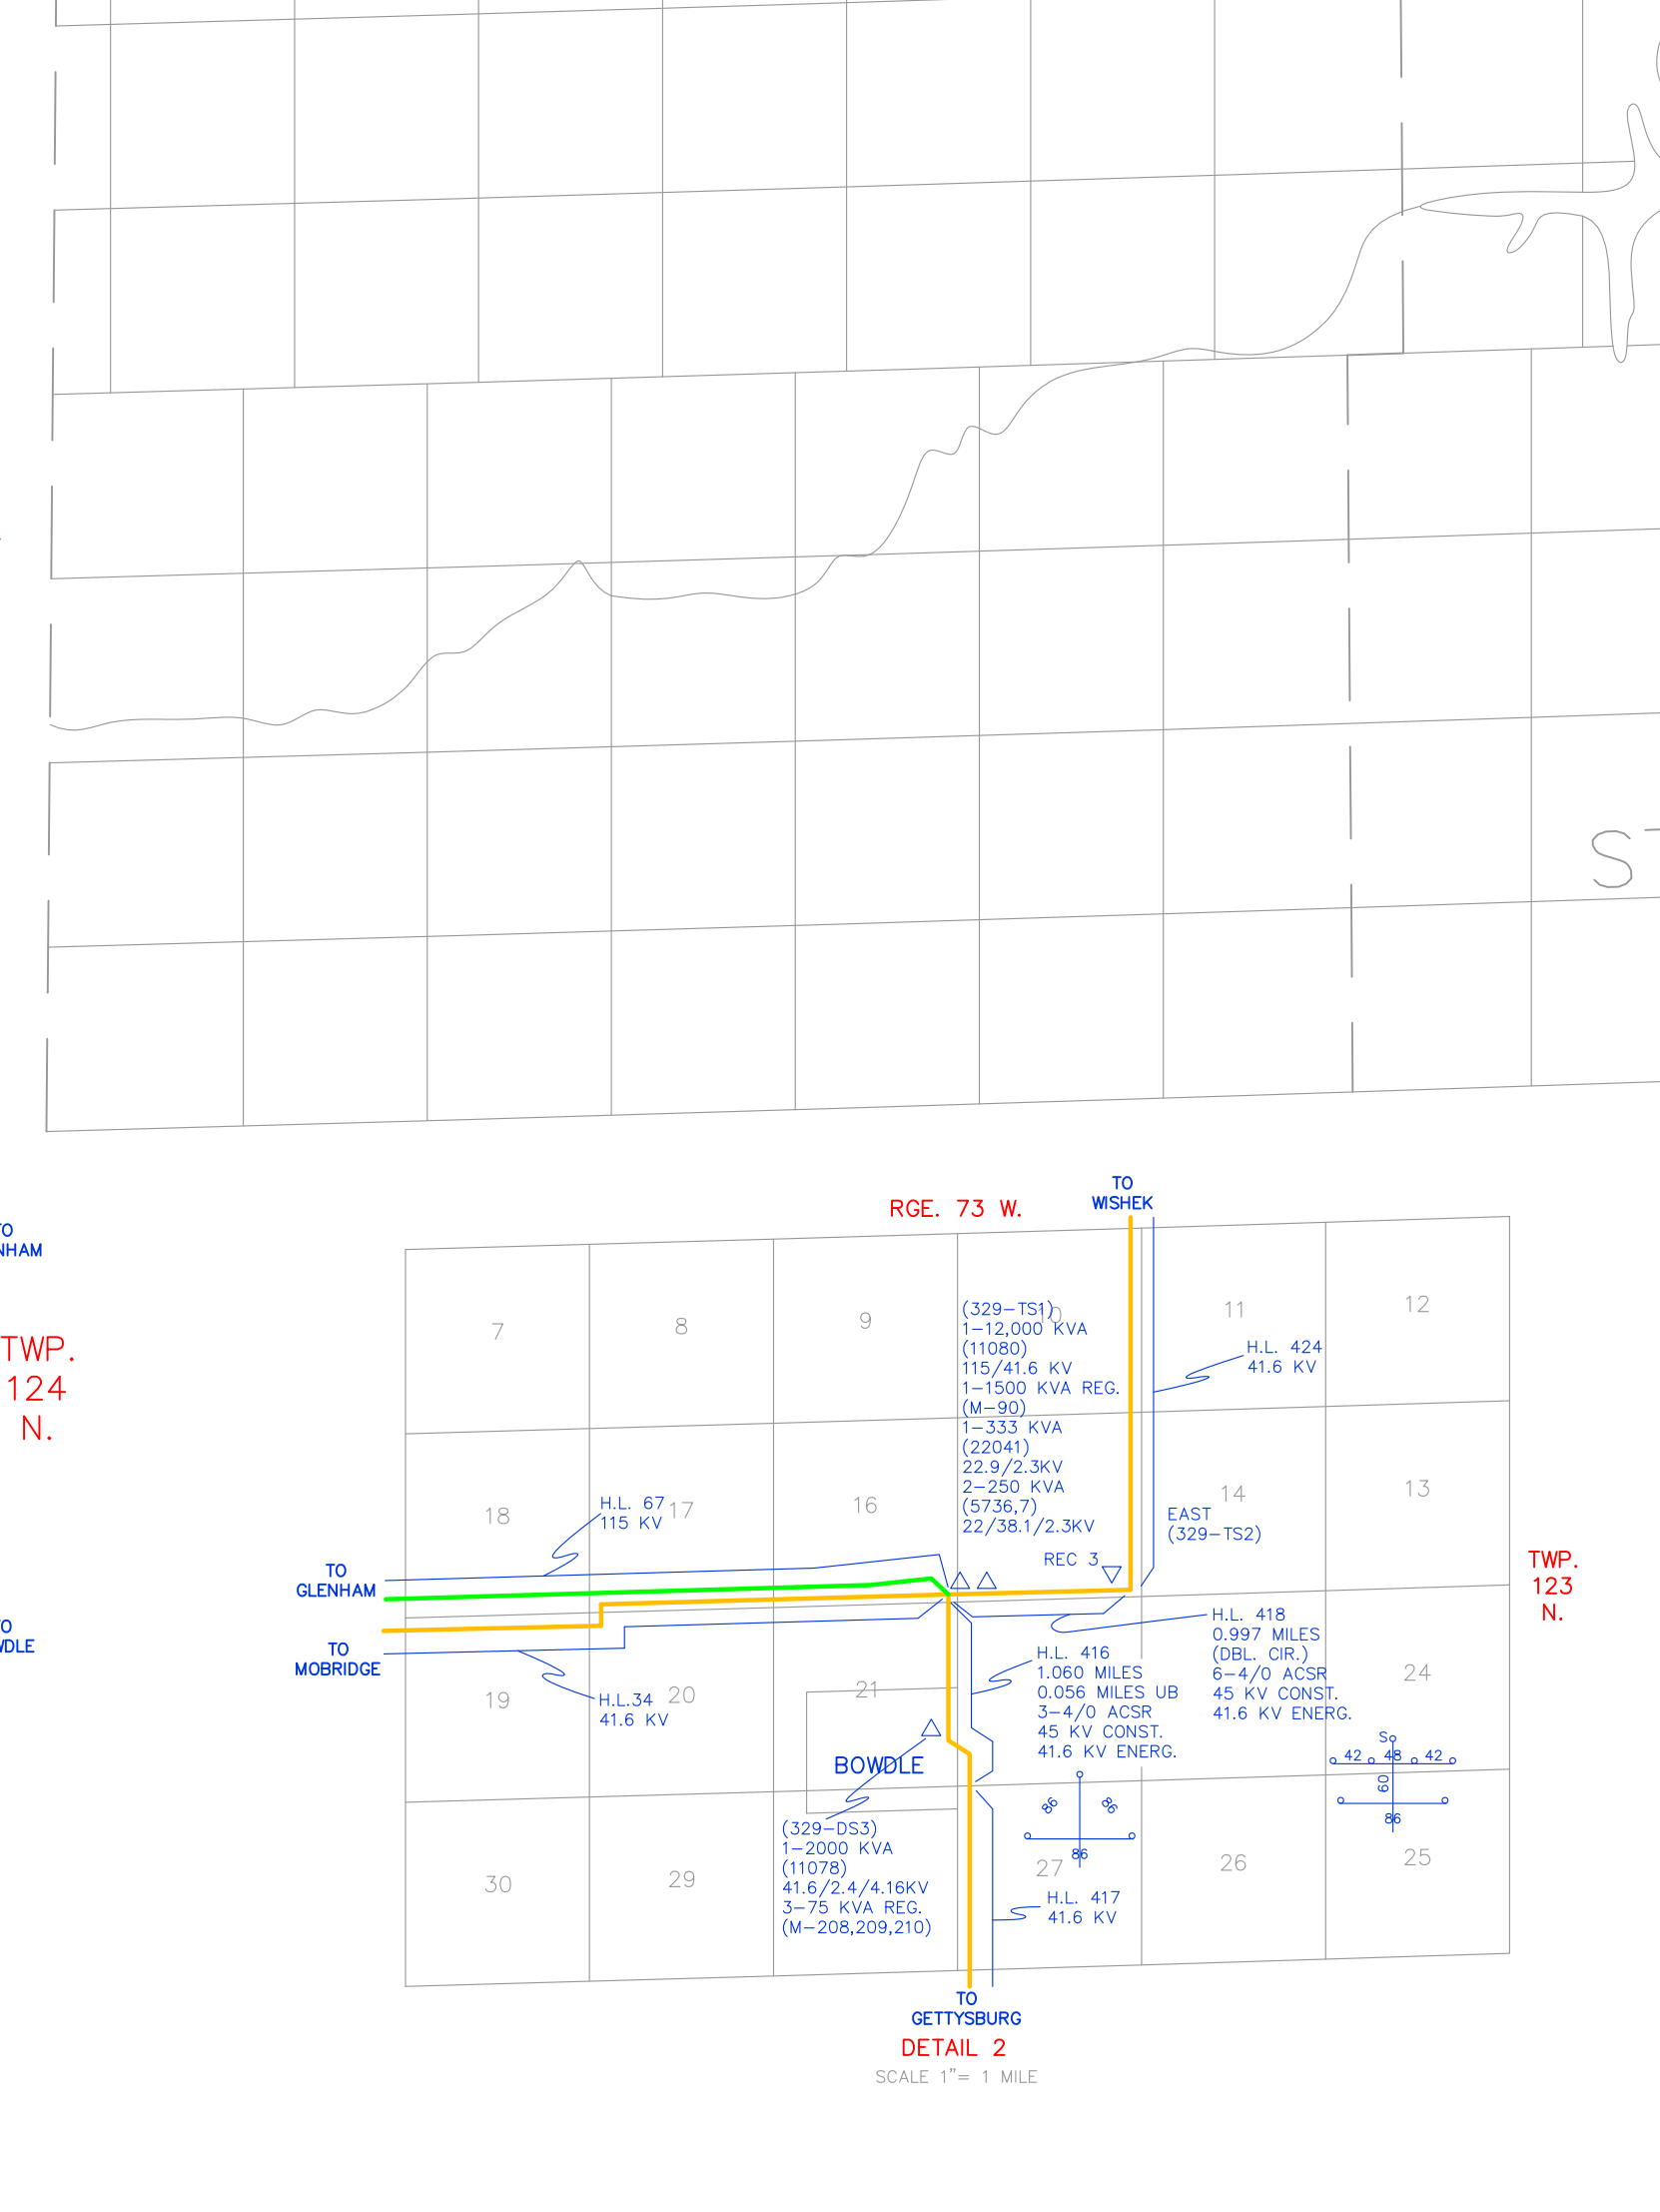 TO
WISHEK
RGE. 73 W.
TWP.
124
N.
7
8
9
10
11
12
(329-TS1)
1-12,000 KVA
(11080)
115/41.6 KV
1-1500 KVA REG.
(M-90)
1-333 KVA
(22041)
22.9/2.3KV
2-250 KVA
(5736,7)
22/38.1/2.3KV
H.L. 424
41.6 KV
18
17
16
14
13
H.L. 67
115 KV
EAST
(329-TS2)
REC 3
TO
GLENHAM
TWP.
123
N.
TO
MOBRIDGE
H.L. 418
0.997 MILES
(DBL. CIR.)
6-4/0 ACSR
45 KV CONST.
41.6 KV ENERG.
H.L. 416
1.060 MILES
0.056 MILES UB
3-4/0 ACSR
45 KV CONST.
41.6 KV ENERG.
19
20
21
24
H.L.34
41.6 KV
S
42 48 42
60
86
BOWDLE
86 86
86
(329-DS3)
1-2000 KVA
(11078)
41.6/2.4/4.16KV
3-75 KVA REG.
(M-208,209,210)
30
29
27
26
25
H.L. 417
41.6 KV
TO
GETTYSBURG
DETAIL 2
SCALE 1"= 1 MILE